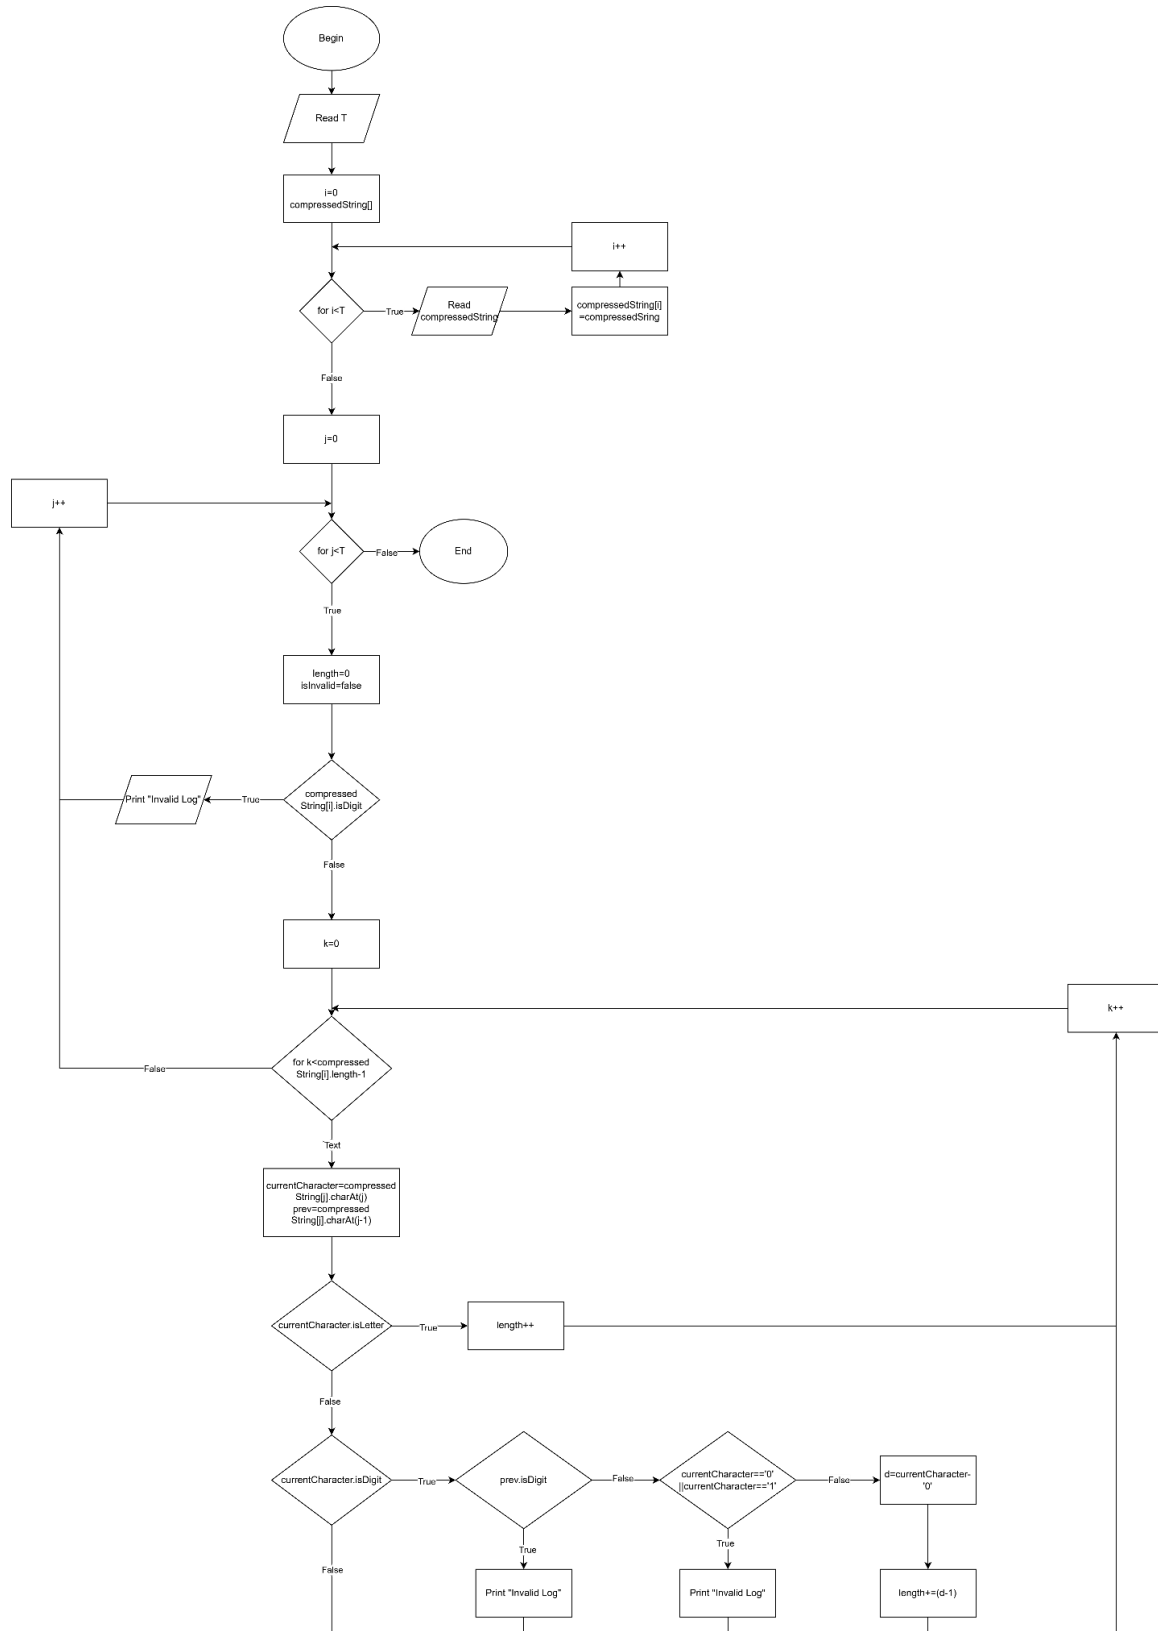 Begin
Read T
i=0
compressedString[]
i++
for i<T
True
Read
compressedString
compressedString[i]
=compressedSring
False
j=0
j++
for j<T
False
End
True
length=0
isInvalid=false
Print "Invalid Log"
True
compressed
String[i].isDigit
False
k=0
k++
for k<compressed
String[i].length-1
False
Text
currentCharacter=compressed
String[j].charAt(j)
prev=compressed
String[j].charAt(j-1)
currentCharacter.isLetter
True
length++
False
currentCharacter.isDigit
True
prev.isDigit
False
currentCharacter=='0'
||currentCharacter=='1'
False
d=currentCharacter-
'0'
True
True
False
Print "Invalid Log"
Print "Invalid Log"
length+=(d-1)